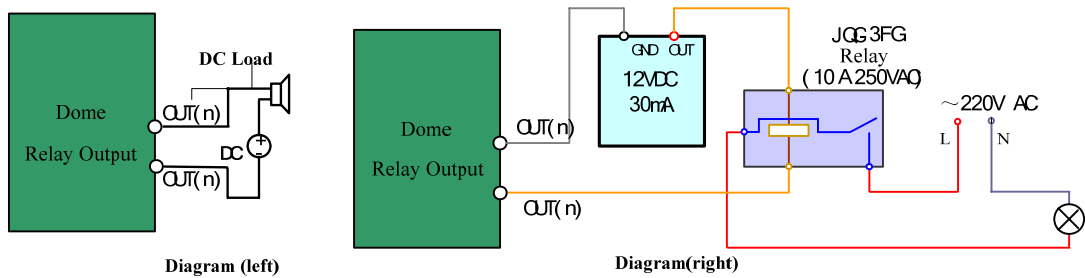 DC Load
Dome
Relay Output
OUT(n)
DC
OUT(n)
Diagram (left)
Dome
Relay Output
OUT(n)
OUT(n)
GND OUT
12VDC
30mA
JQG-3FG
Relay
(10A 250VAC)
~220V AC
L N
Diagram(right)